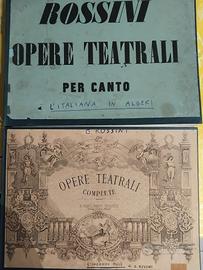 ROSSINI
OPERE TEATRALI
PER CANTO
L'ITALIANA IN ALGERI
G ROSSINI
OPERE TEATRALI
COMPLETE